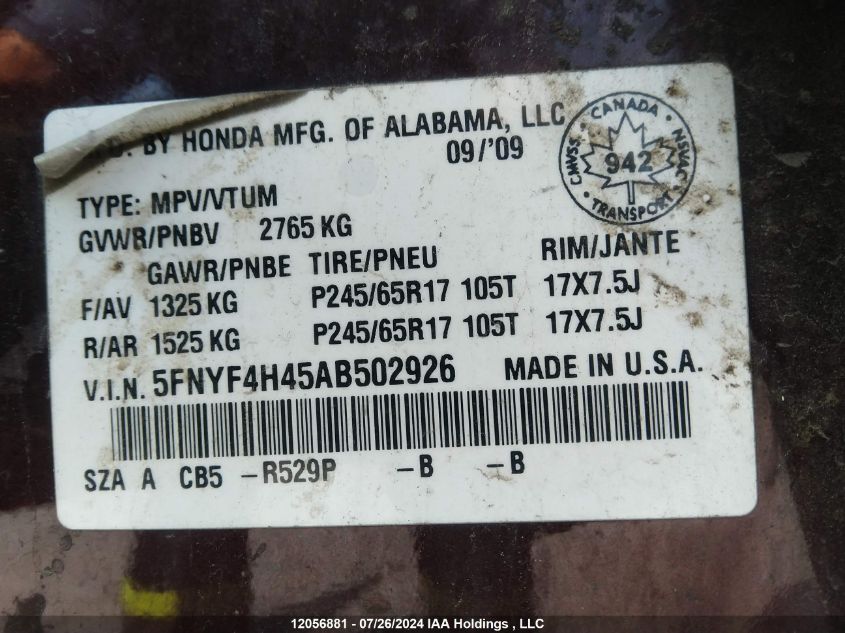 BY HONDA MFG. OF ALABAMA, LLC
09/'09
CANADA
CMVSS NSVAC
942
TRANSPORT
TYPE: MPV/VTUM
GVWR/PNBV 2765 KG
GAWR/PNBE TIRE/PNEU RIM/JANTE
F/AV 1325 KG P245/65R17 105T 17X7.5J
R/AR 1525 KG P245/65R17 105T 17X7.5J
V.I.N. 5FNYF4H45AB502926 MADE IN U.S.A.
SZA A CB5 -R529P -B -B
12056881 - 07/26/2024 IAA Holdings , LLC